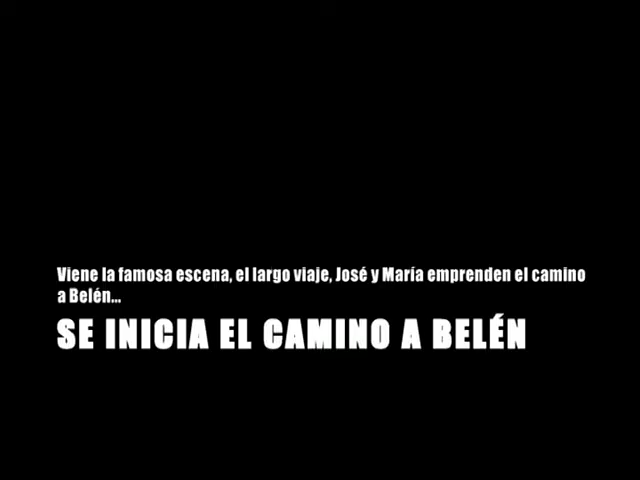 Viene la famosa escena, el largo viaje, José y María emprenden el camino
a Belén...
SE INICIA EL CAMINO A BELÉN